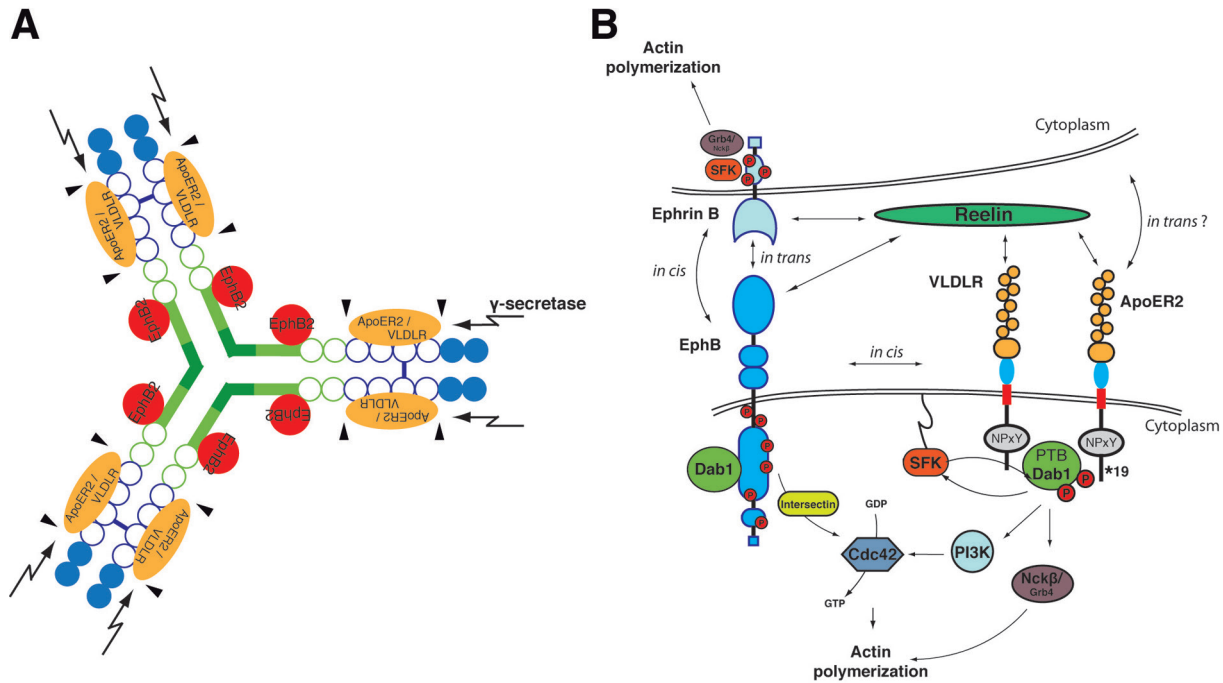 A
ApoER2 /
VLDLR
ApoER2 /
VLDLR
EphB2
EphB2
EphB2
ApoER2 /
VLDLR
γ-secretase
EphB2
ApoER2 /
VLDLR
EphB2
EphB2
ApoER2 /
VLDLR
ApoER2 /
VLDLR
B
Actin
polymerization
Cytoplasm
Grb4/
Nckβ
SFK
P
P
P
Ephrin B
Reelin
in trans ?
in cis
in trans
VLDLR
ApoER2
EphB
in cis
Cytoplasm
P
P
P
P
P
P
Dab1
NPxY
NPxY
SFK
PTB
Dab1
P
P
*19
Intersectin
GDP
Cdc42
PI3K
GTP
Nckβ/
Grb4
Actin
polymerization